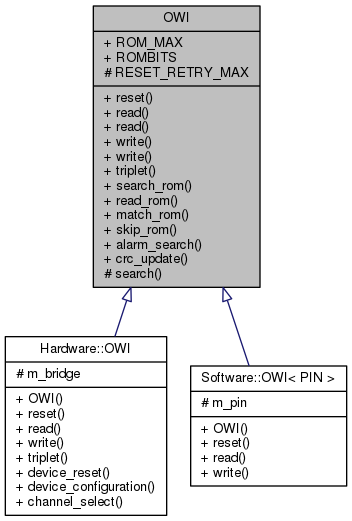 OWI
+ ROM_MAX
+ ROMBITS
# RESET_RETRY_MAX
+ reset()
+ read()
+ read()
+ write()
+ write()
+ triplet()
+ search_rom()
+ read_rom()
+ match_rom()
+ skip_rom()
+ alarm_search()
+ crc_update()
# search()
Hardware::OWI
# m_bridge
+ OWI()
+ reset()
+ read()
+ write()
+ triplet()
+ device_reset()
+ device_configuration()
+ channel_select()
Software::OWI< PIN >
# m_pin
+ OWI()
+ reset()
+ read()
+ write()